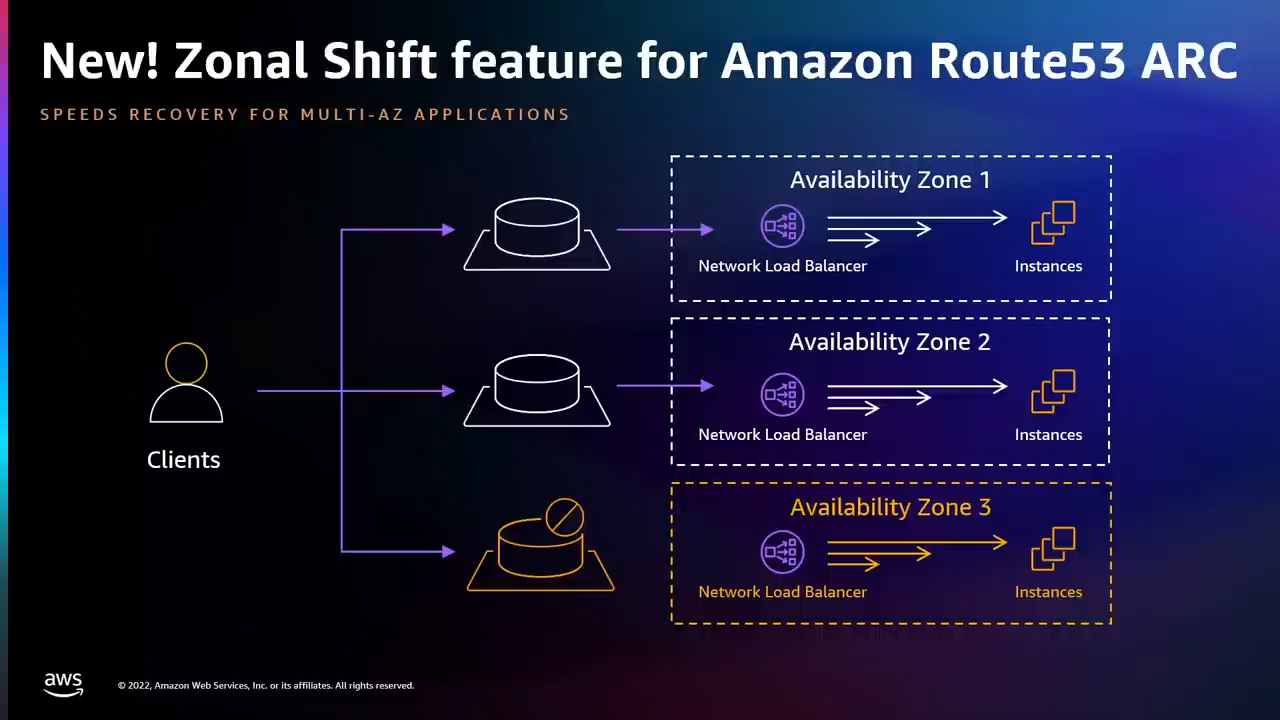 New! Zonal Shift feature for Amazon Route53 ARC
SPEEDS RECOVERY FOR MULTI-AZ APPLICATIONS
Availability Zone 1
Network Load Balancer
Instances
Availability Zone 2
Network Load Balancer
Instances
Clients
Availability Zone 3
Network Load Balancer
Instances
aws
© 2022, Amazon Web Services, Inc. or its affiliates. All rights reserved.